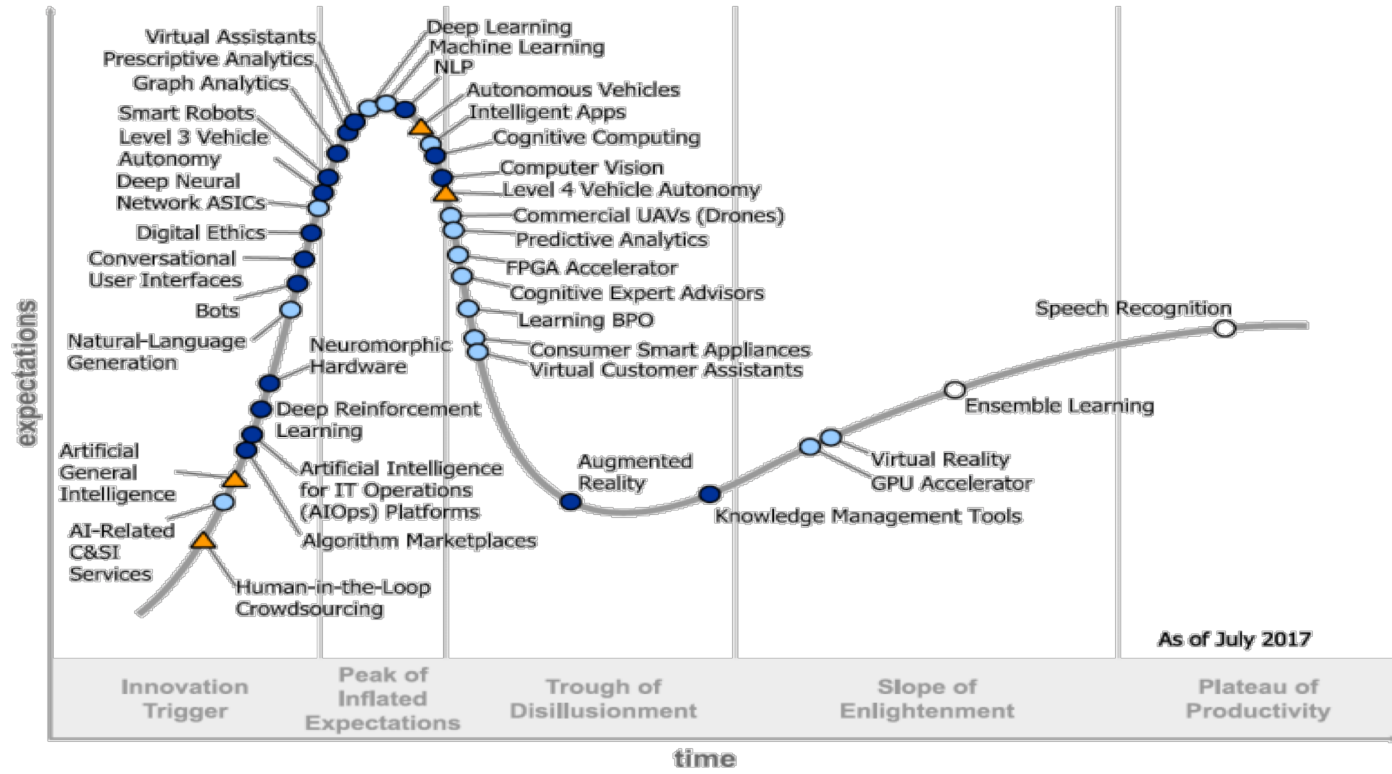 Virtual Assistants
Prescriptive Analytics
Graph Analytics
Smart Robots
Level 3 Vehicle
Autonomy
Deep Neural
Network ASICs
Digital Ethics
Conversational
User Interfaces
Bots
Natural-Language
Generation
Neuromorphic
Hardware
Deep Reinforcement
Learning
Artificial
General
Intelligence
Artificial Intelligence
for IT Operations
(AIOps) Platforms
AI-Related
C&SI
Services
Algorithm Marketplaces
Human-in-the-Loop
Crowdsourcing
Deep Learning
Machine Learning
NLP
Autonomous Vehicles
Intelligent Apps
Cognitive Computing
Computer Vision
Level 4 Vehicle Autonomy
Commercial UAVs (Drones)
Predictive Analytics
FPGA Accelerator
Cognitive Expert Advisors
Learning BPO
Consumer Smart Appliances
Virtual Customer Assistants
Augmented
Reality
Knowledge Management Tools
Virtual Reality
GPU Accelerator
Ensemble Learning
Speech Recognition
As of July 2017
expectations
Innovation
Trigger
Peak of
Inflated
Expectations
Trough of
Disillusionment
Slope of
Enlightenment
Plateau of
Productivity
time